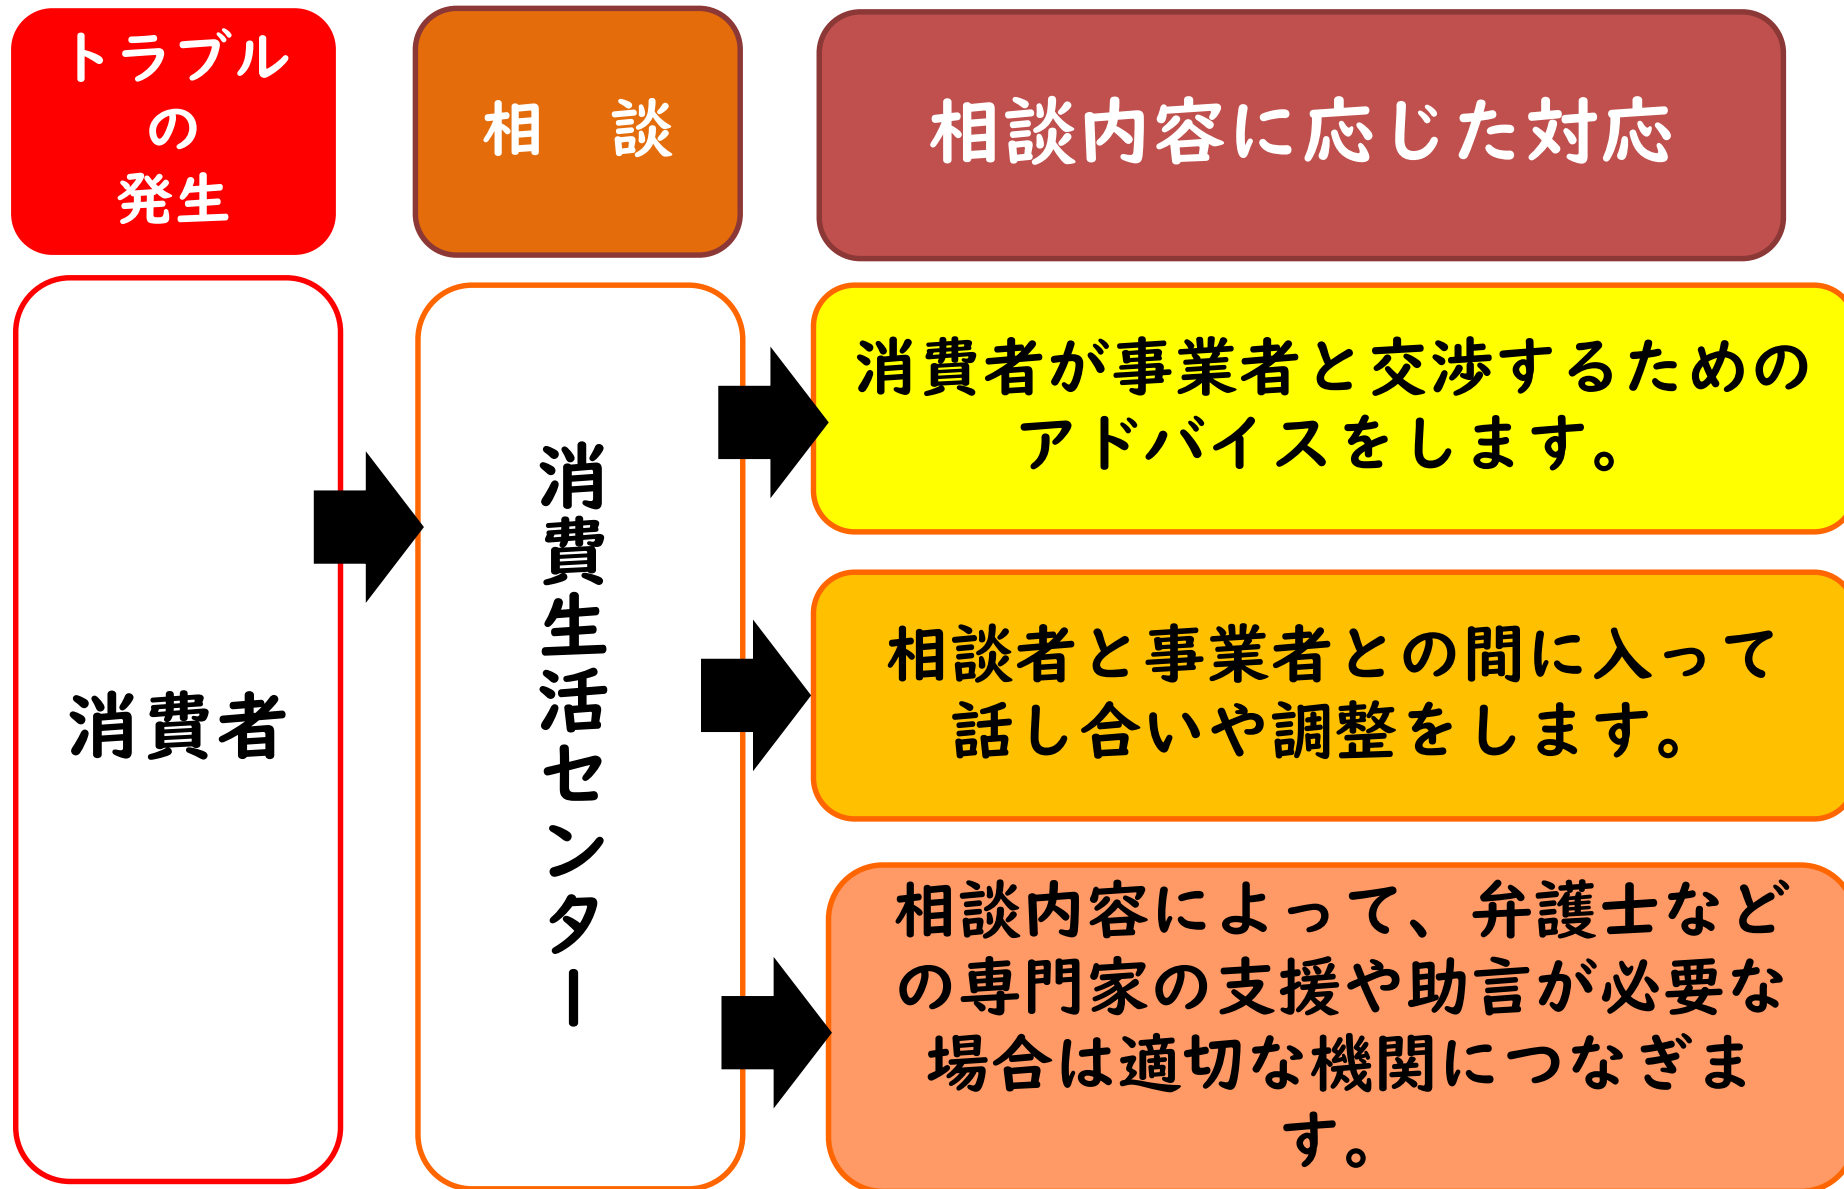 トラブル
の
発生
相　談
相談内容に応じた対応
消費者
消費生活センター
消費者が事業者と交渉するための
アドバイスをします。
相談者と事業者との間に入って
話し合いや調整をします。
相談内容によって、弁護士など
の専門家の支援や助言が必要な
場合は適切な機関につなぎま
す。